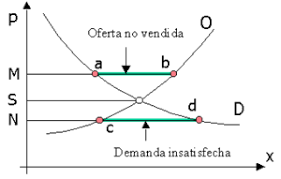 p
O
Oferta no vendida
M
a
b
S
N
c
d
D
Demanda insatisfecha
x